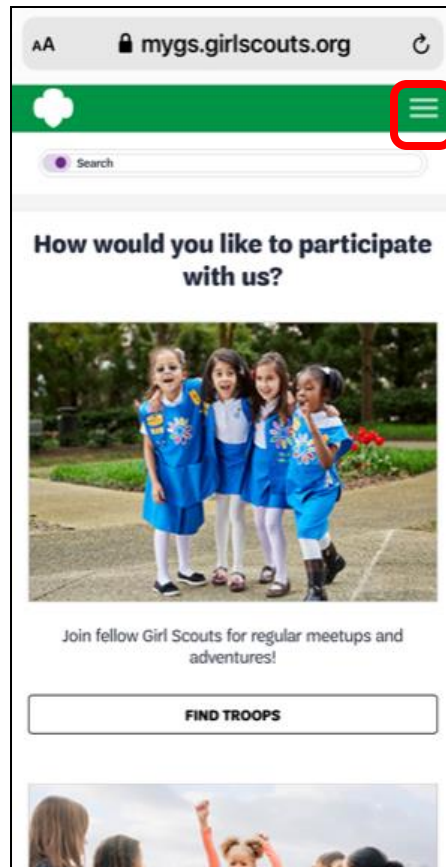 AA mygs.girlscouts.org
Search
How would you like to participate
with us?
Join fellow Girl Scouts for regular meetups and
adventures!
FIND TROOPS